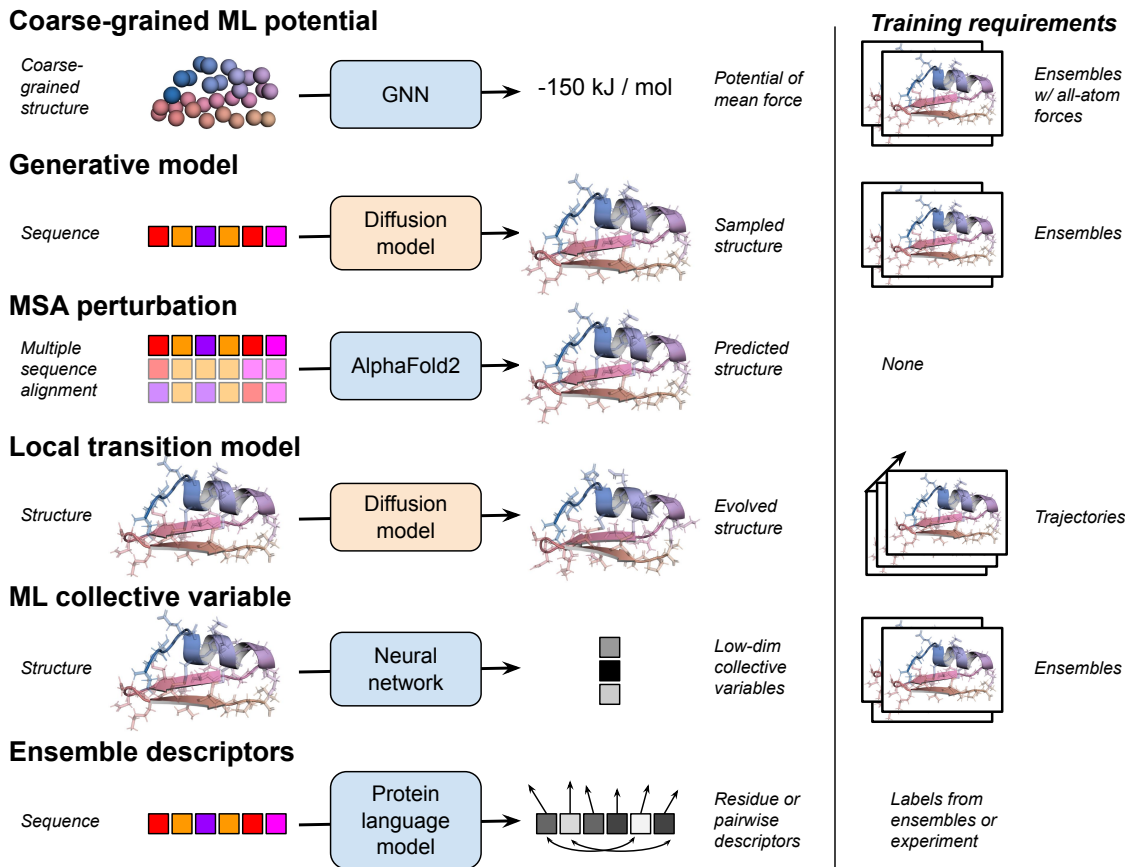 Coarse-grained ML potential
Training requirements
Coarse-
grained
structure
GNN
-150 kJ / mol
Potential of
mean force
Ensembles
w/ all-atom
forces
Generative model
Sequence
Diffusion
model
Sampled
structure
Ensembles
MSA perturbation
Multiple
sequence
alignment
AlphaFold2
Predicted
structure
None
Local transition model
Structure
Diffusion
model
Evolved
structure
Trajectories
ML collective variable
Structure
Neural
network
Low-dim
collective
variables
Ensembles
Ensemble descriptors
Sequence
Protein
language
model
Residue or
pairwise
descriptors
Labels from
ensembles or
experiment